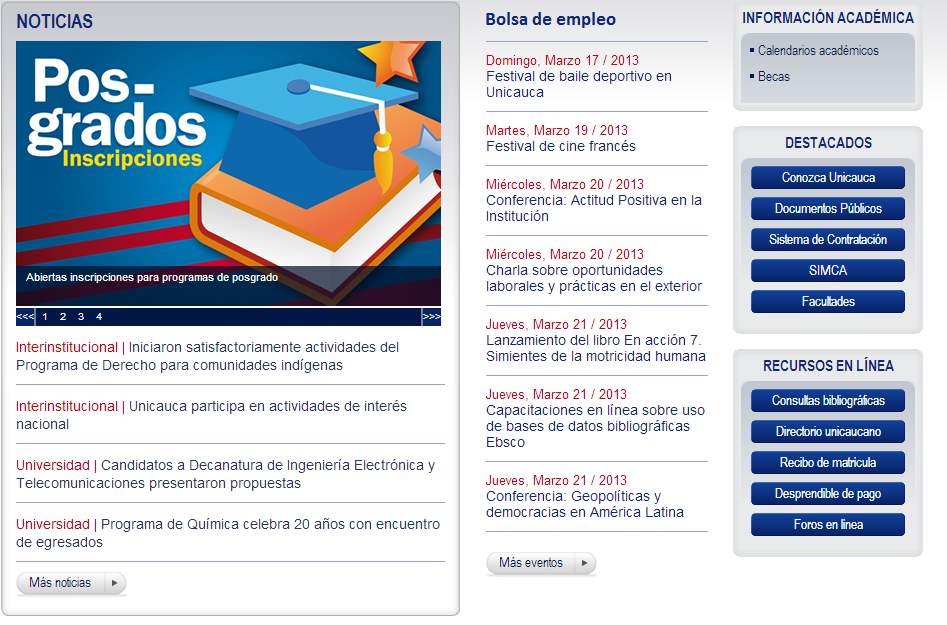 NOTICIAS
Pos-
grados
Inscripciones
Abiertas inscripciones para programas de posgrado
<<< 1 2 3 4 >>>
Interinstitucional | Iniciaron satisfactoriamente actividades del
Programa de Derecho para comunidades indígenas
Interinstitucional | Unicauca participa en actividades de interés
nacional
Universidad | Candidatos a Decanatura de Ingeniería Electrónica y
Telecomunicaciones presentaron propuestas
Universidad | Programa de Química celebra 20 años con encuentro
de egresados
Más noticias
Bolsa de empleo
Domingo, Marzo 17 / 2013
Festival de baile deportivo en
Unicauca
Martes, Marzo 19 / 2013
Festival de cine francés
Miércoles, Marzo 20 / 2013
Conferencia: Actitud Positiva en la
Institución
Miércoles, Marzo 20 / 2013
Charla sobre oportunidades
laborales y prácticas en el exterior
Jueves, Marzo 21 / 2013
Lanzamiento del libro En acción 7.
Simientes de la motricidad humana
Jueves, Marzo 21 / 2013
Capacitaciones en línea sobre uso
de bases de datos bibliográficas
Ebsco
Jueves, Marzo 21 / 2013
Conferencia: Geopolíticas y
democracias en América Latina
Más eventos
INFORMACIÓN ACADÉMICA
Calendarios académicos
Becas
DESTACADOS
Conozca Unicauca
Documentos Públicos
Sistema de Contratación
SIMCA
Facultades
RECURSOS EN LÍNEA
Consultas bibliográficas
Directorio unicaucano
Recibo de matricula
Desprendible de pago
Foros en linea